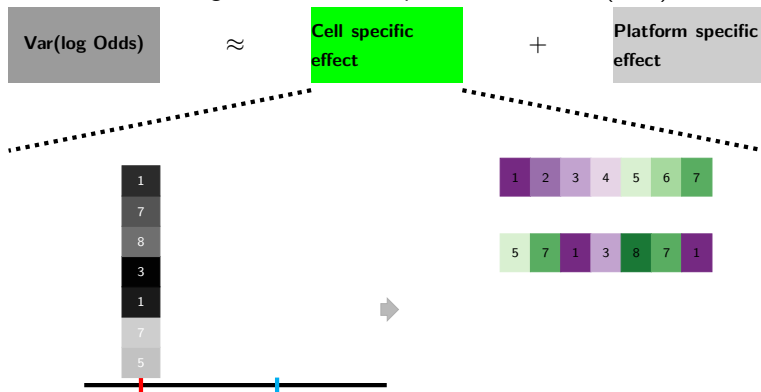 Var(log Odds) ≈ Cell specific effect + Platform specific effect
1
7
8
3
1
7
5
1 2 3 4 5 6 7
5 7 1 3 8 7 1